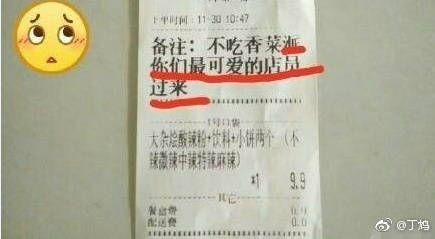 上单时间：11-30 10:47
备注：不吃香菜派
你们最可爱的店员
过来
1号口袋
大杂烩酸辣粉+饮料+小饼两个（不
辣微辣中辣特辣麻辣）
*1 9.9
其它
餐盒费 0.0
配送费 0.0
@丁鸩